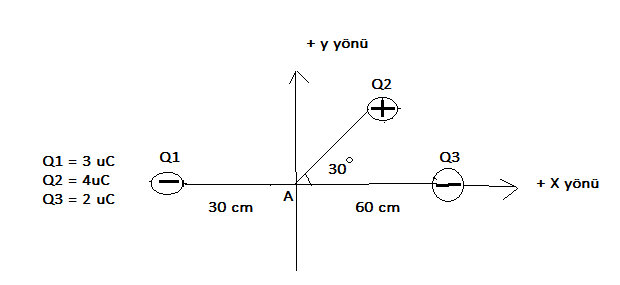 + y yönü
Q2
Q1
Q3
30°
Q1 = 3 uC
Q2 = 4uC
Q3 = 2 uC
+ X yönü
A
30 cm
60 cm